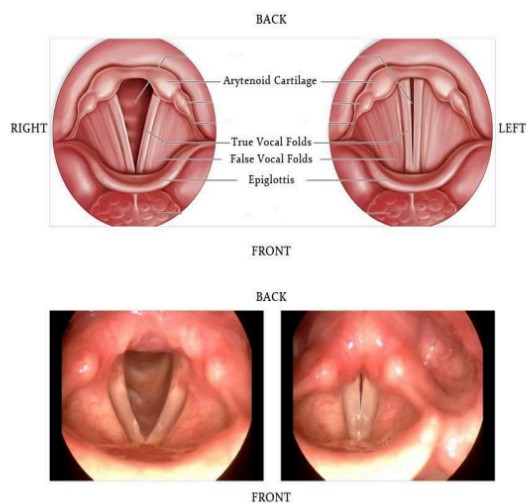 BACK
Arytenoid Cartilage
RIGHT
LEFT
True Vocal Folds
False Vocal Folds
Epiglottis
FRONT
BACK
FRONT